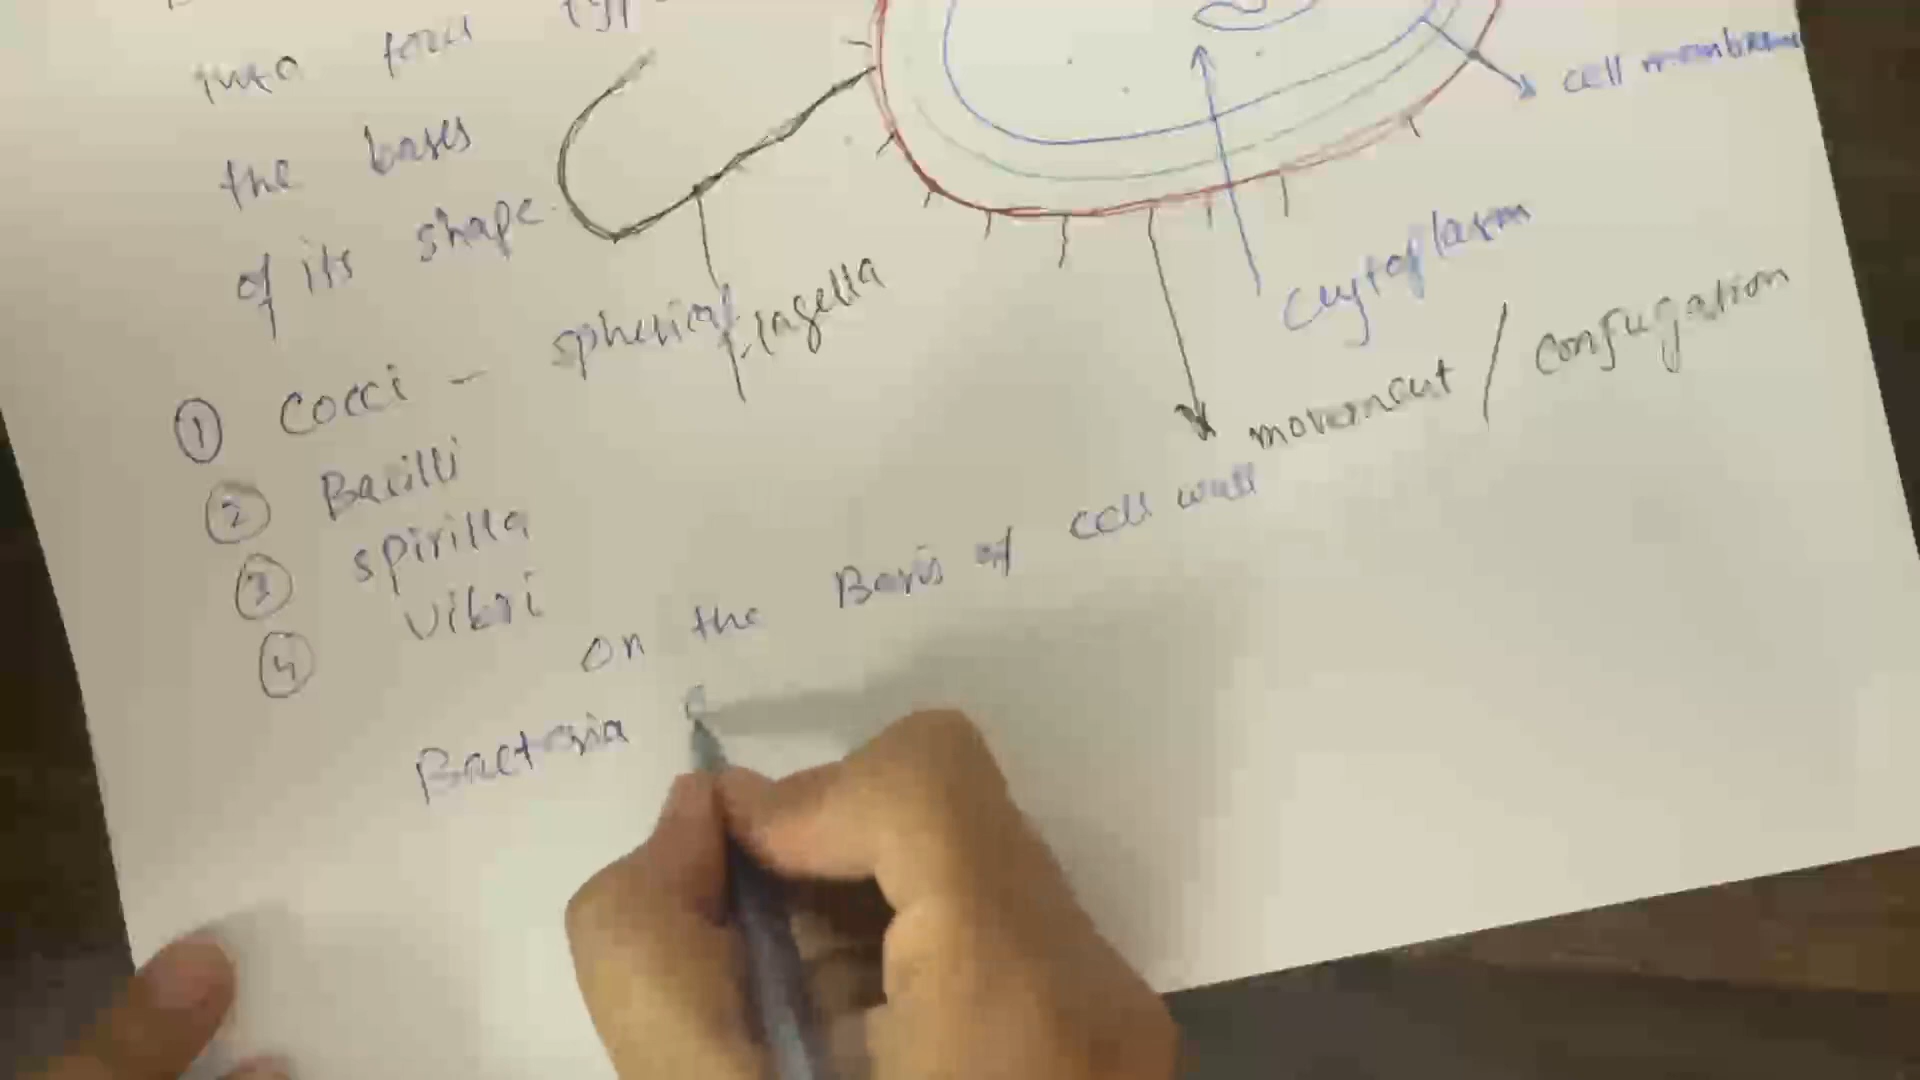 into four
the bases
of its shape.
① Cocci - spherical
② Bacilli
③ spirilla
④ Vibri
flagella
cell membrane
Cytoplasm
movement / Conjugation
On the Basis of cell wall
Bacteria